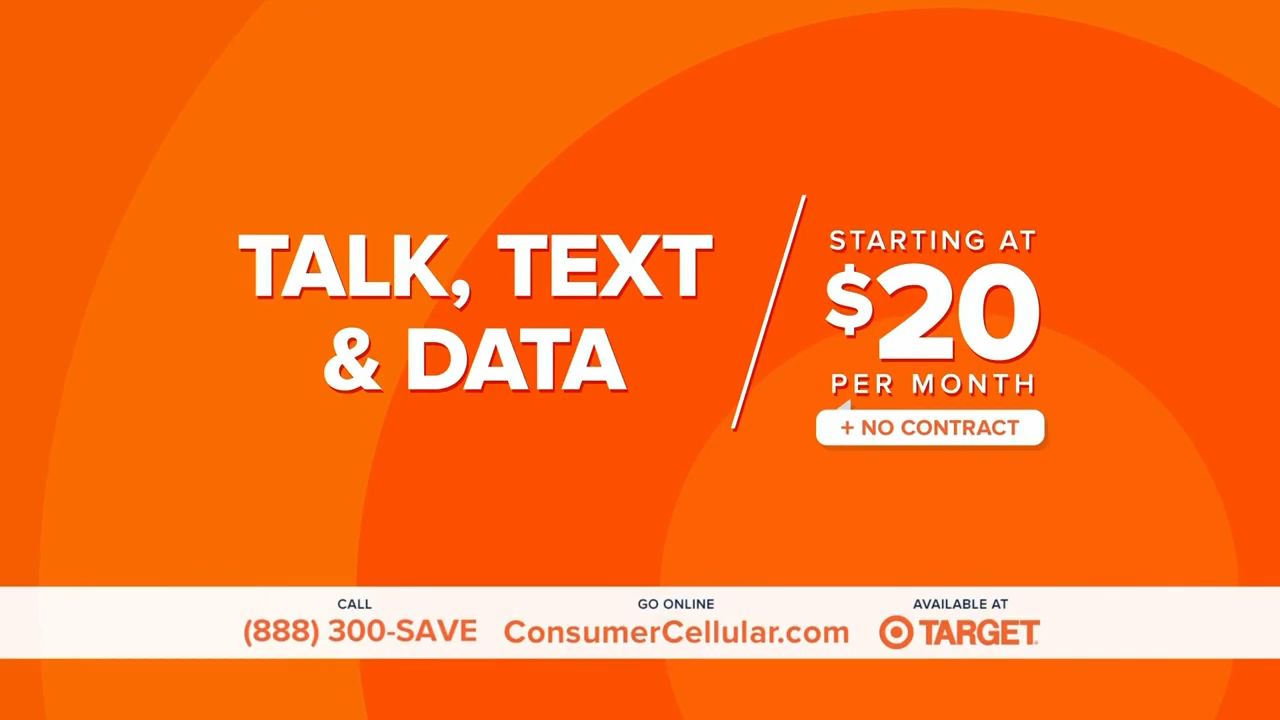 TALK, TEXT
& DATA
STARTING AT
$20
PER MONTH
+ NO CONTRACT
CALL
(888) 300-SAVE
GO ONLINE
ConsumerCellular.com
AVAILABLE AT
TARGET